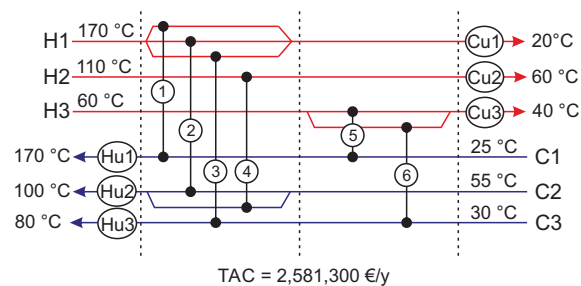 H1 170 °C Cu1 20°C
H2 110 °C Cu2 60 °C
H3 60 °C Cu3 40 °C
1
2
3
4
5
6
170 °C Hu1 25 °C C1
100 °C Hu2 55 °C C2
80 °C Hu3 30 °C C3
TAC = 2,581,300 €/y